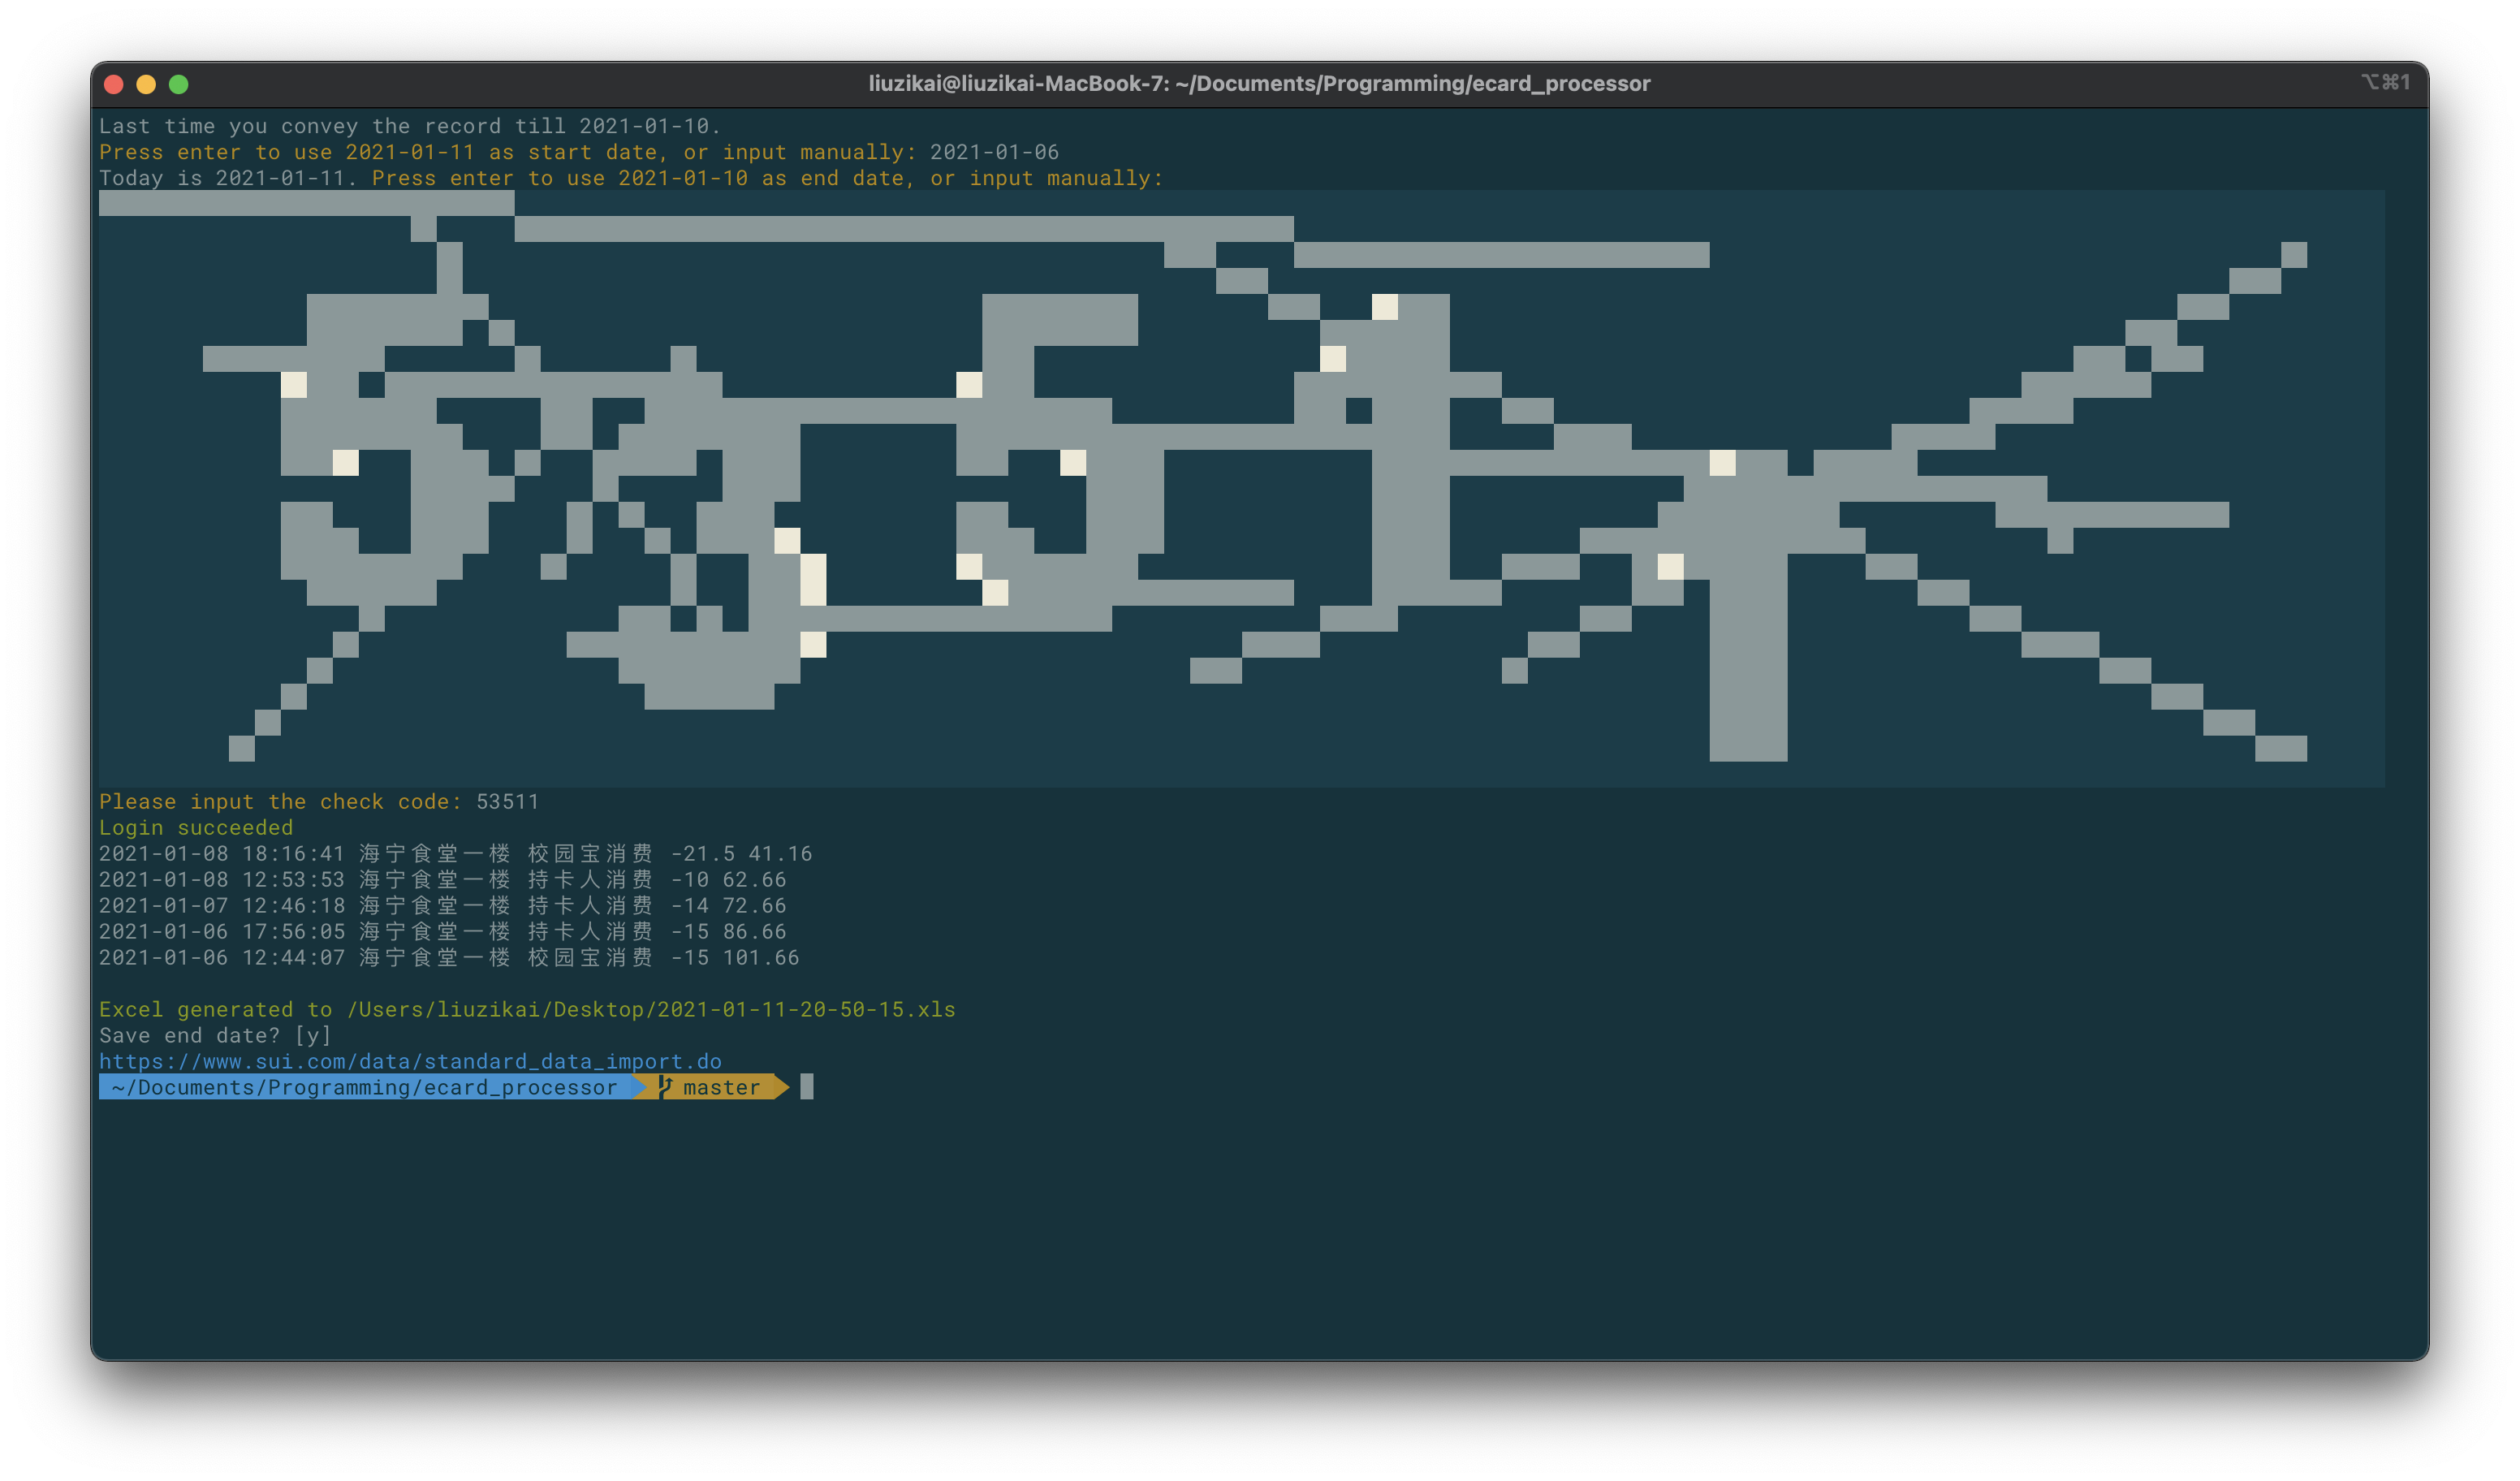 liuzikai@liuzikai-MacBook-7: ~/Documents/Programming/ecard_processor
⌥⌘1
Last time you convey the record till 2021-01-10.
Press enter to use 2021-01-11 as start date, or input manually: 2021-01-06
Today is 2021-01-11. Press enter to use 2021-01-10 as end date, or input manually:
53511
Please input the check code: 53511
Login succeeded
2021-01-08 18:16:41 海宁食堂一楼 校园宝消费 -21.5 41.16
2021-01-08 12:53:53 海宁食堂一楼 持卡人消费 -10 62.66
2021-01-07 12:46:18 海宁食堂一楼 持卡人消费 -14 72.66
2021-01-06 17:56:05 海宁食堂一楼 持卡人消费 -15 86.66
2021-01-06 12:44:07 海宁食堂一楼 校园宝消费 -15 101.66
Excel generated to /Users/liuzikai/Desktop/2021-01-11-20-50-15.xls
Save end date? [y]
https://www.sui.com/data/standard_data_import.do
~/Documents/Programming/ecard_processor master